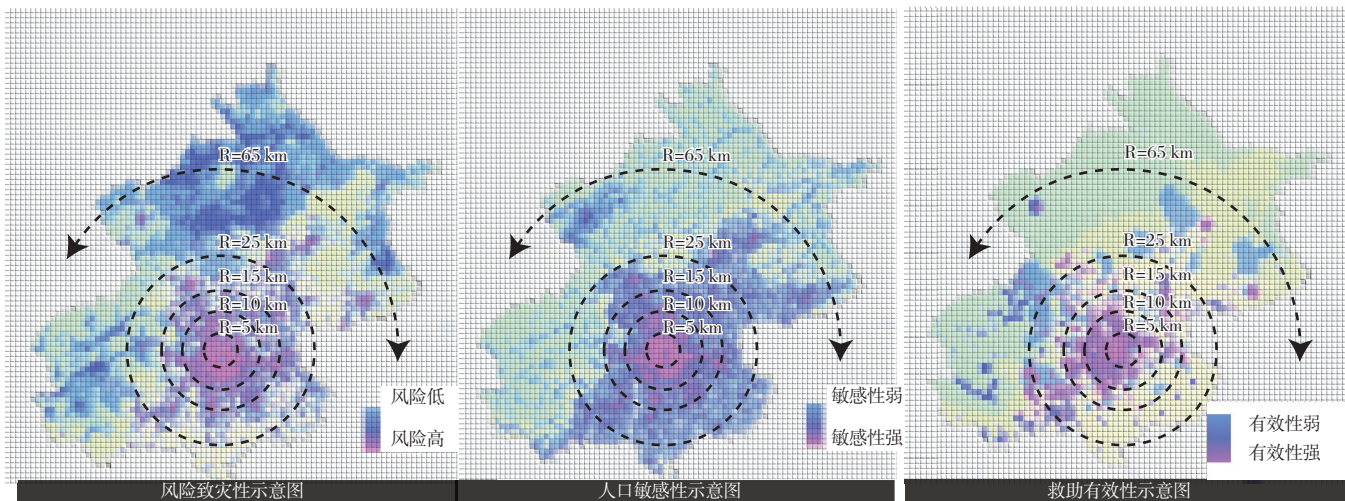 R=65 km
R=25 km
R=15 km
R=10 km
R=5 km
风险低
风险高
风险致灾性示意图
R=65 km
R=25 km
R=15 km
R=10 km
R=5 km
敏感性弱
敏感性强
人口敏感性示意图
R=65 km
R=25 km
R=15 km
R=10 km
R=5 km
有效性弱
有效性强
救助有效性示意图